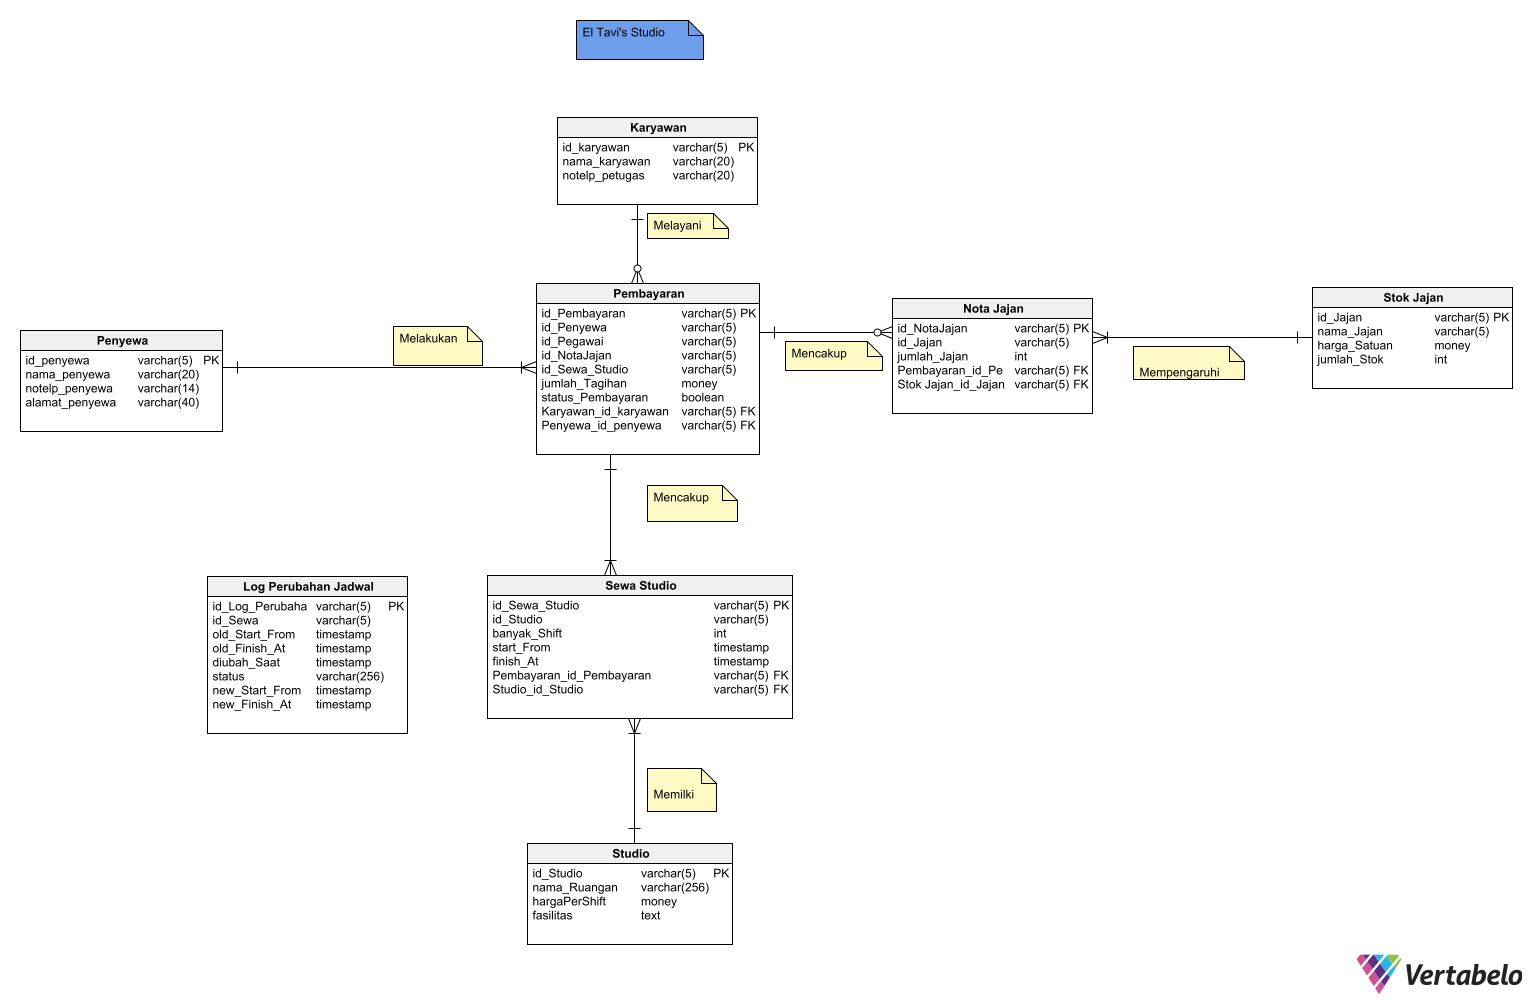 El Tavi's Studio
Karyawan
id_karyawan varchar(5) PK
nama_karyawan varchar(20)
notelp_petugas varchar(20)
Melayani
Pembayaran
id_Pembayaran varchar(5) PK
id_Penyewa varchar(5)
id_Pegawai varchar(5)
id_NotaJajan varchar(5)
id_Sewa_Studio varchar(5)
jumlah_Tagihan money
status_Pembayaran boolean
Karyawan_id_karyawan varchar(5) FK
Penyewa_id_penyewa varchar(5) FK
Penyewa
id_penyewa varchar(5) PK
nama_penyewa varchar(20)
notelp_penyewa varchar(14)
alamat_penyewa varchar(40)
Melakukan
Mencakup
Nota Jajan
id_NotaJajan varchar(5) PK
id_Jajan varchar(5)
jumlah_Jajan int
Pembayaran_id_Pe varchar(5) FK
Stok Jajan_id_Jajan varchar(5) FK
Mempengaruhi
Stok Jajan
id_Jajan varchar(5) PK
nama_Jajan varchar(5)
harga_Satuan money
jumlah_Stok int
Mencakup
Log Perubahan Jadwal
id_Log_Perubaha varchar(5) PK
id_Sewa varchar(5)
old_Start_From timestamp
old_Finish_At timestamp
diubah_Saat timestamp
status varchar(256)
new_Start_From timestamp
new_Finish_At timestamp
Sewa Studio
id_Sewa_Studio varchar(5) PK
id_Studio varchar(5)
banyak_Shift int
start_From timestamp
finish_At timestamp
Pembayaran_id_Pembayaran varchar(5) FK
Studio_id_Studio varchar(5) FK
Memilki
Studio
id_Studio varchar(5) PK
nama_Ruangan varchar(256)
hargaPerShift money
fasilitas text
Vertabelo